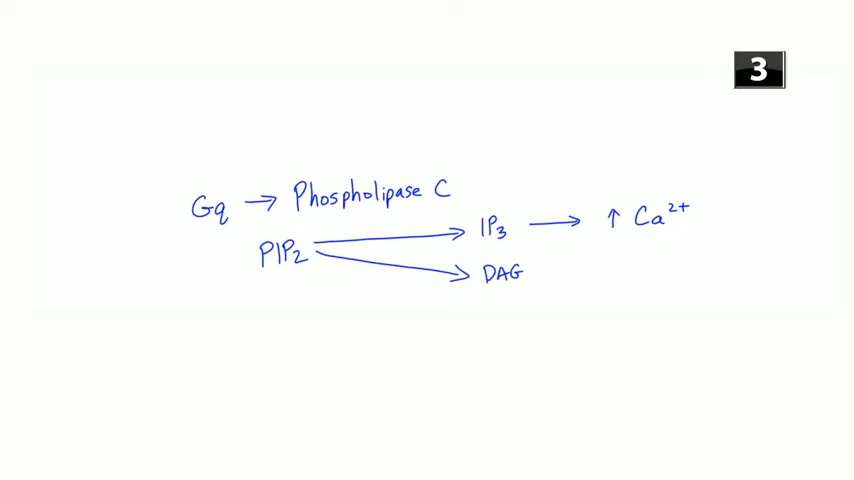 3
Gq → Phospholipase C
PIP₂ → IP₃ → ↑ Ca²⁺
→ DAG